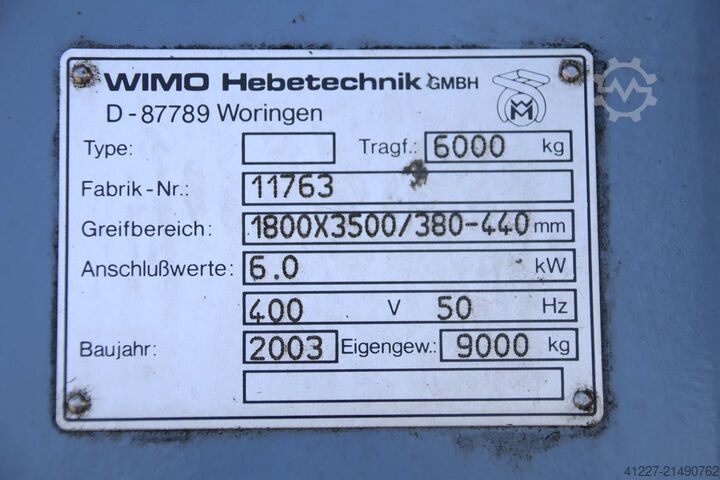 WIMO Hebetechnik GMBH
D-87789 Woringen
Type: Tragf.: 6000 kg
Fabrik-Nr.: 11763
Greifbereich: 1800X3500/380-440 mm
Anschlußwerte: 6.0 kW
400 V 50 Hz
Baujahr: 2003 Eigengew.: 9000 kg
41227-21490762